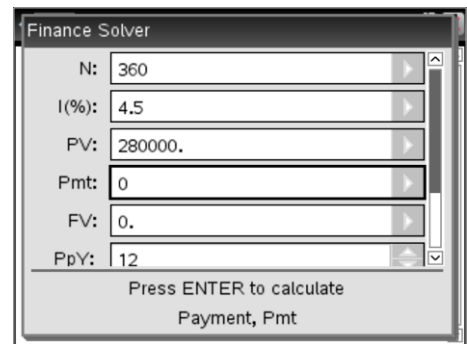 Finance Solver
N: 360
I(%): 4.5
PV: 280000.
Pmt: 0
FV: 0.
PpY: 12
Press ENTER to calculate
Payment, Pmt